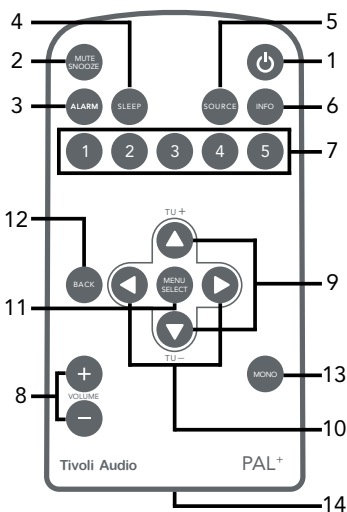 4 5
2 MUTE SNOOZE 1
3 ALARM SLEEP SOURCE INFO 6
1 2 3 4 5 7
TU +
12
BACK MENU SELECT 9
11
TU –
+ MONO 13
8 VOLUME
– 10
Tivoli Audio PAL+
14